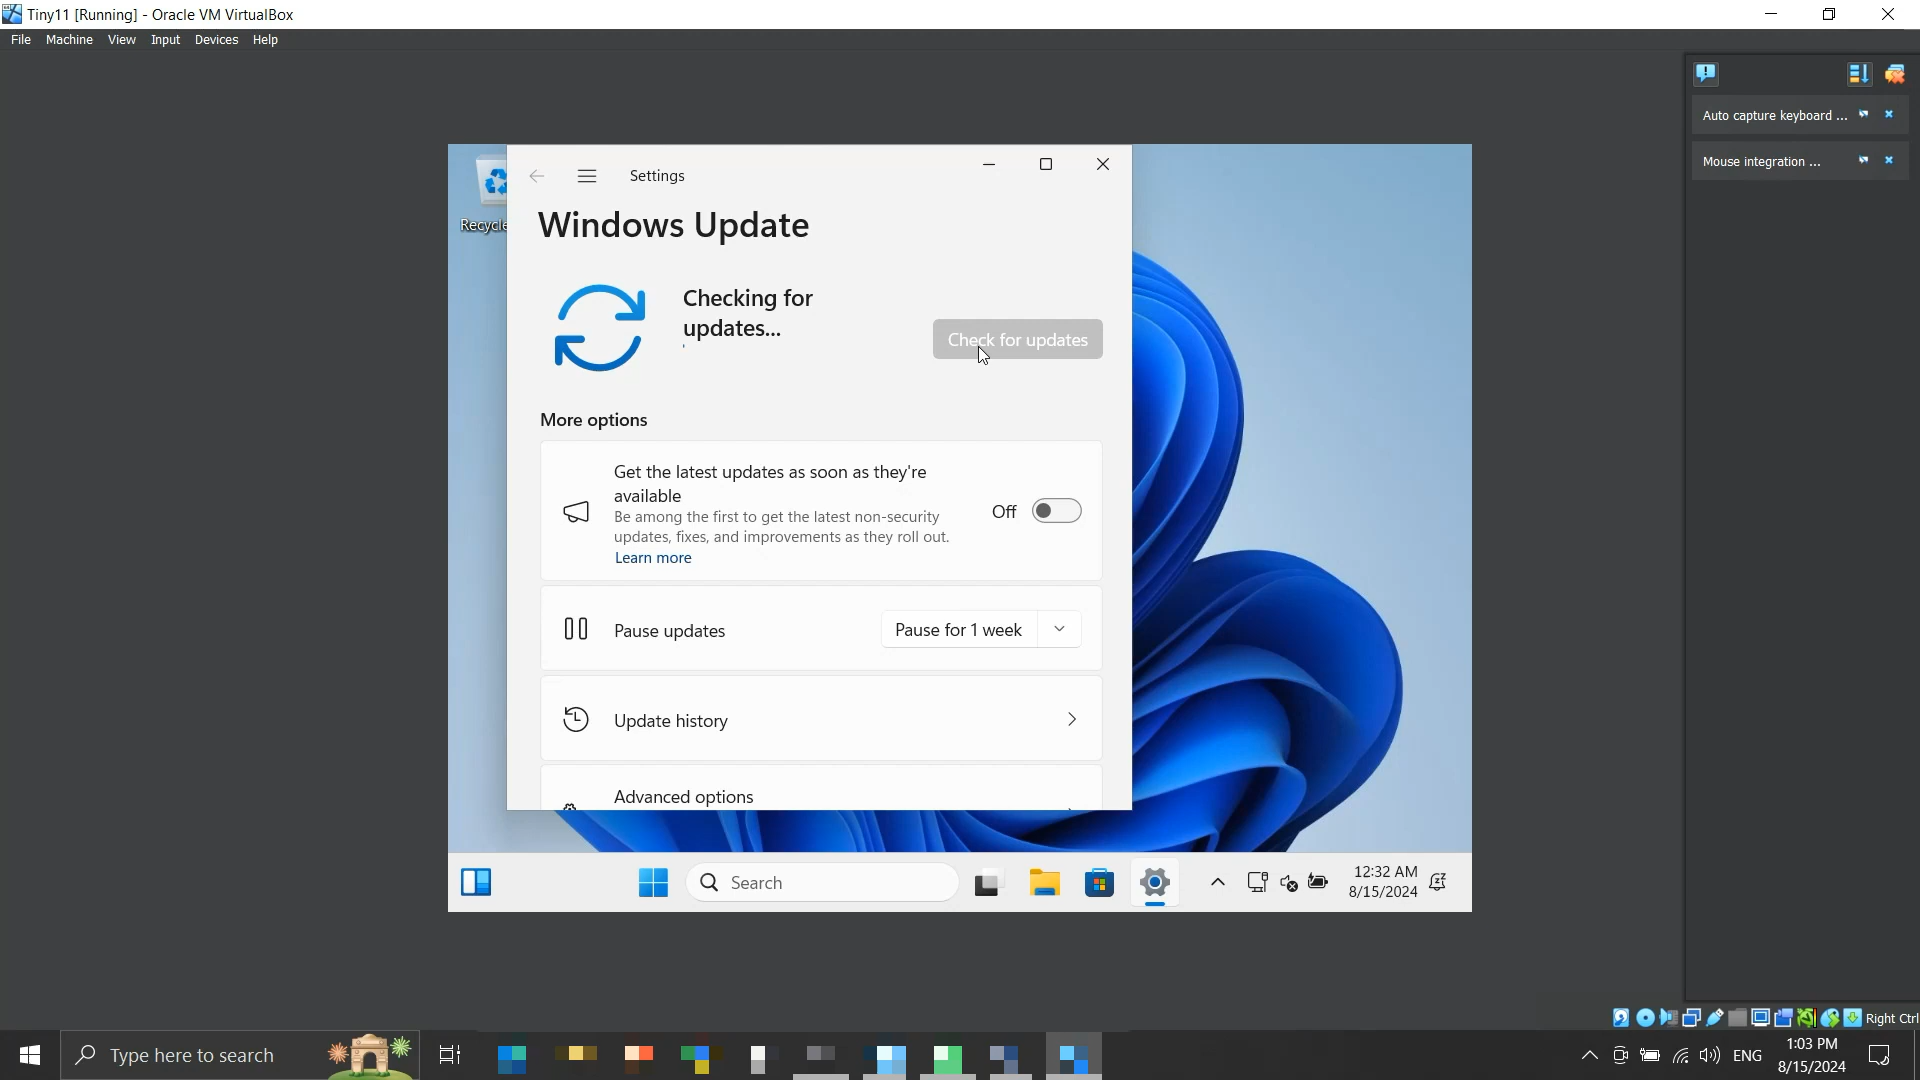 Tiny11 [Running] - Oracle VM VirtualBox
File Machine View Input Devices Help
Auto capture keyboard ...
Mouse integration ...
Recycle
Settings
Windows Update
Checking for
updates...
Check for updates
More options
Get the latest updates as soon as they're
available
Be among the first to get the latest non-security
updates, fixes, and improvements as they roll out.
Learn more
Off
Pause updates
Pause for 1 week
Update history
Advanced options
Search
12:32 AM
8/15/2024
Right Ctrl
Type here to search
ENG
1:03 PM
8/15/2024